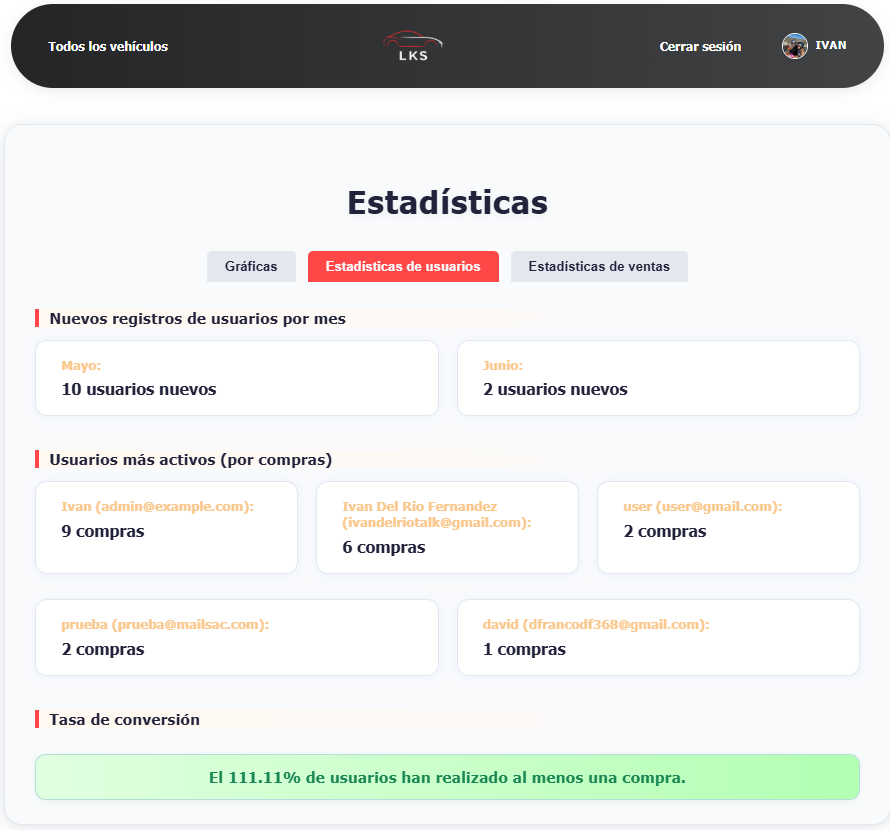 Todos los vehículos
LKS
Cerrar sesión
IVAN
Estadísticas
Gráficas
Estadísticas de usuarios
Estadísticas de ventas
Nuevos registros de usuarios por mes
Mayo:
10 usuarios nuevos
Junio:
2 usuarios nuevos
Usuarios más activos (por compras)
Ivan (admin@example.com):
9 compras
Ivan Del Rio Fernandez
(ivandelriotalk@gmail.com):
6 compras
user (user@gmail.com):
2 compras
prueba (prueba@mailsac.com):
2 compras
david (dfrancodf368@gmail.com):
1 compras
Tasa de conversión
El 111.11% de usuarios han realizado al menos una compra.